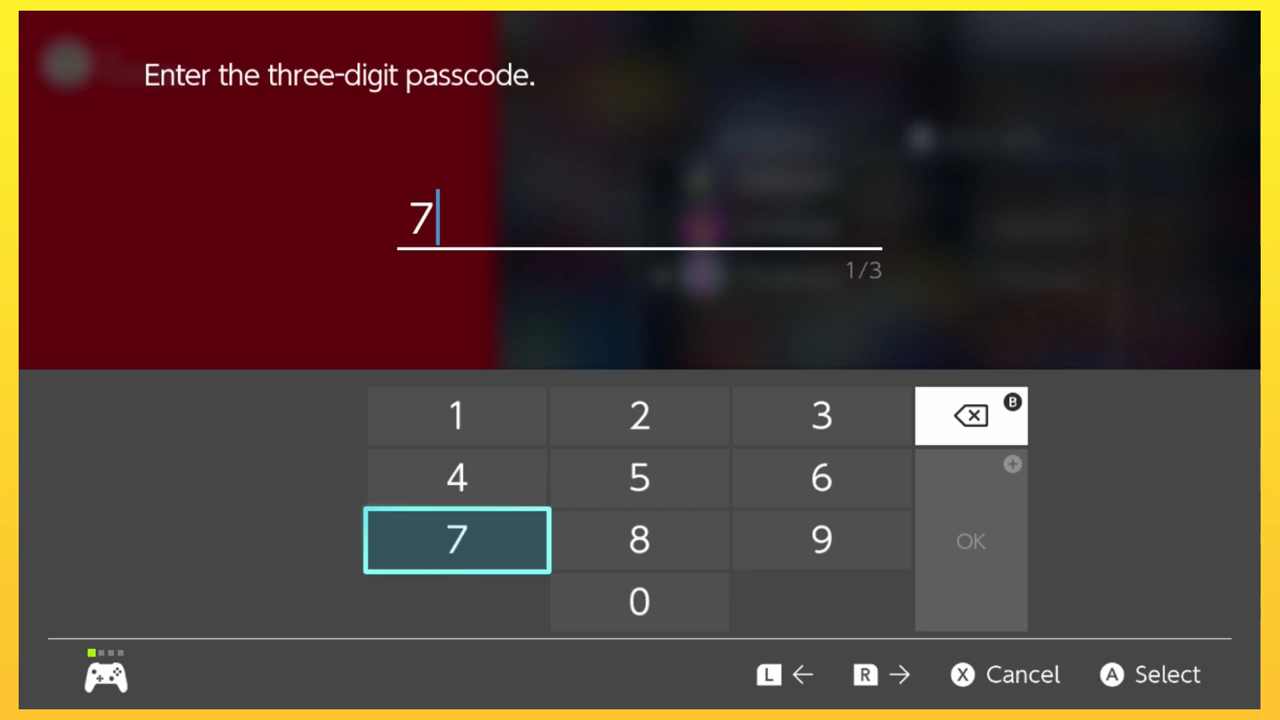 Enter the three-digit passcode.
7
1/3
1 2 3 B
4 5 6 +
7 8 9 OK
0
L ← R → X Cancel A Select